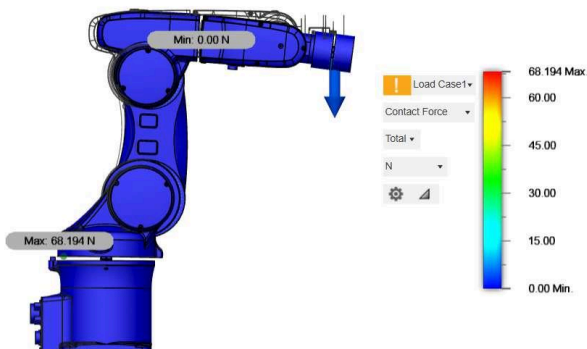 Min: 0.00 N
Max: 68.194 N
! Load Case1
Contact Force
Total
N
68.194 Max.
60.00
45.00
30.00
15.00
0.00 Min.